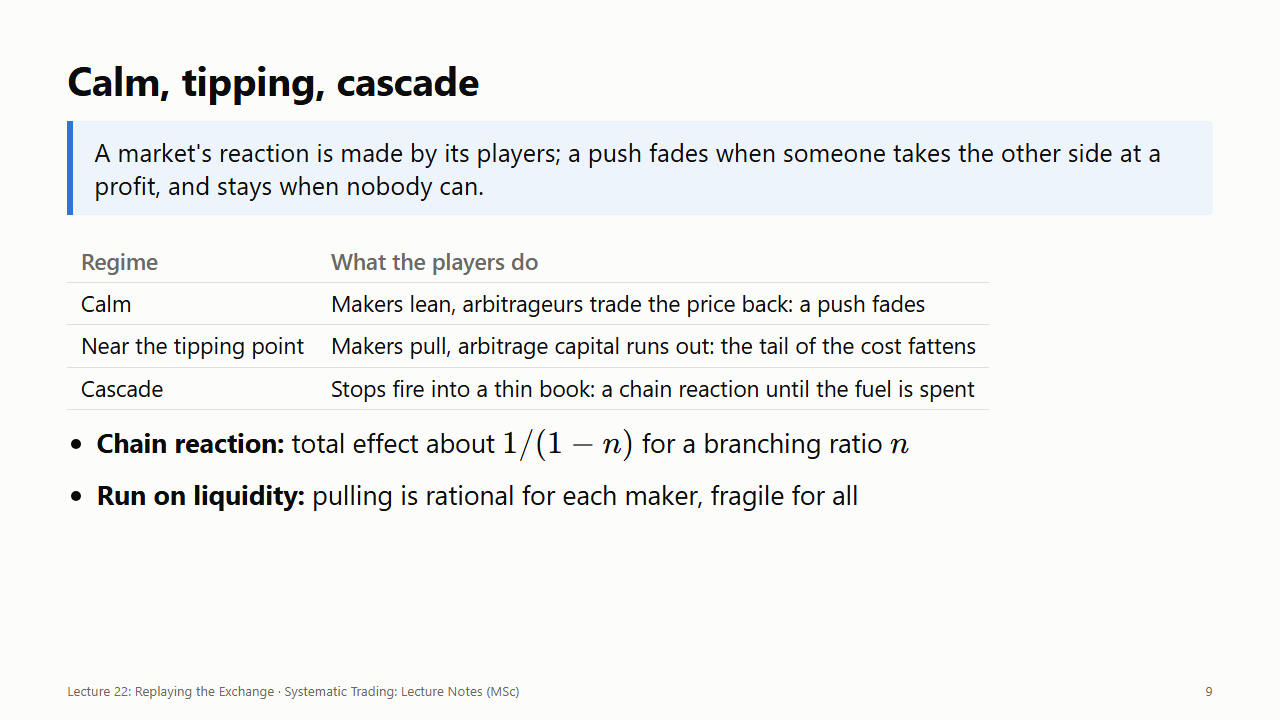 Calm, tipping, cascade
A market's reaction is made by its players; a push fades when someone takes the other side at a
profit, and stays when nobody can.
Regime What the players do
Calm Makers lean, arbitrageurs trade the price back: a push fades
Near the tipping point Makers pull, arbitrage capital runs out: the tail of the cost fattens
Cascade Stops fire into a thin book: a chain reaction until the fuel is spent
• Chain reaction: total effect about 1/(1 − n) for a branching ratio n
• Run on liquidity: pulling is rational for each maker, fragile for all
Lecture 22: Replaying the Exchange · Systematic Trading: Lecture Notes (MSc) 9